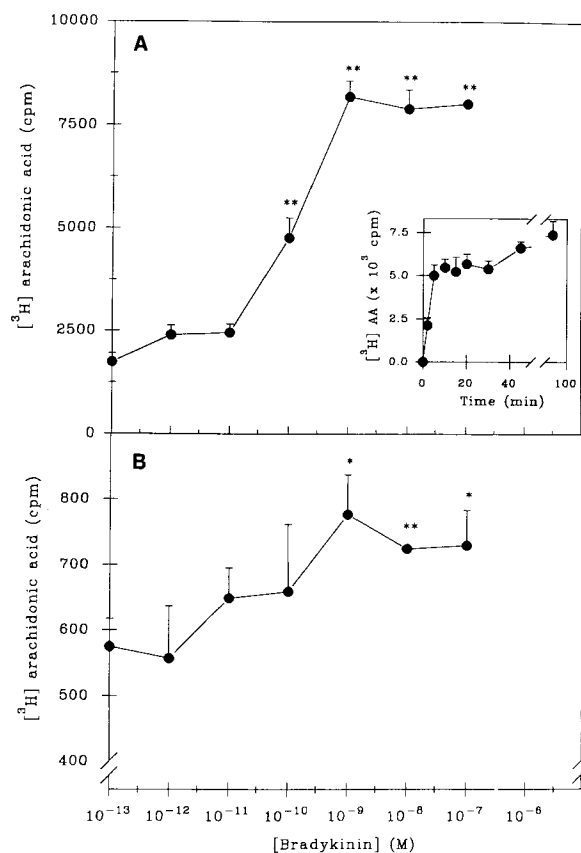 A
[³H] arachidonic acid (cpm)
10000
7500
5000
2500
0
**
**
**
**
[³H] AA (x 10³ cpm)
7.5
5.0
2.5
0.0
0 20 40 100
Time (min)
B
[³H] arachidonic acid (cpm)
800
700
600
500
400
*
**
*
10⁻¹³ 10⁻¹² 10⁻¹¹ 10⁻¹⁰ 10⁻⁹ 10⁻⁸ 10⁻⁷ 10⁻⁶
[Bradykinin] (M)